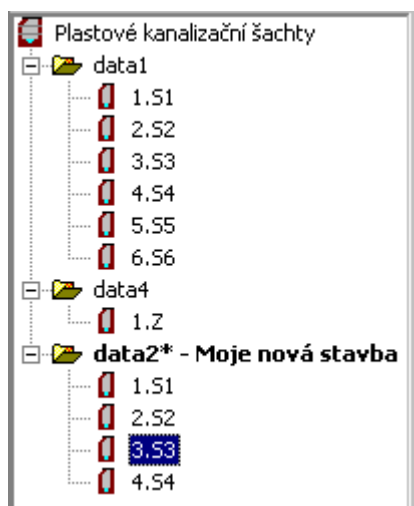 Plastové kanalizační šachty
data1
1.S1
2.S2
3.S3
4.S4
5.S5
6.S6
data4
1.Z
data2* - Moje nová stavba
1.S1
2.S2
3.S3
4.S4